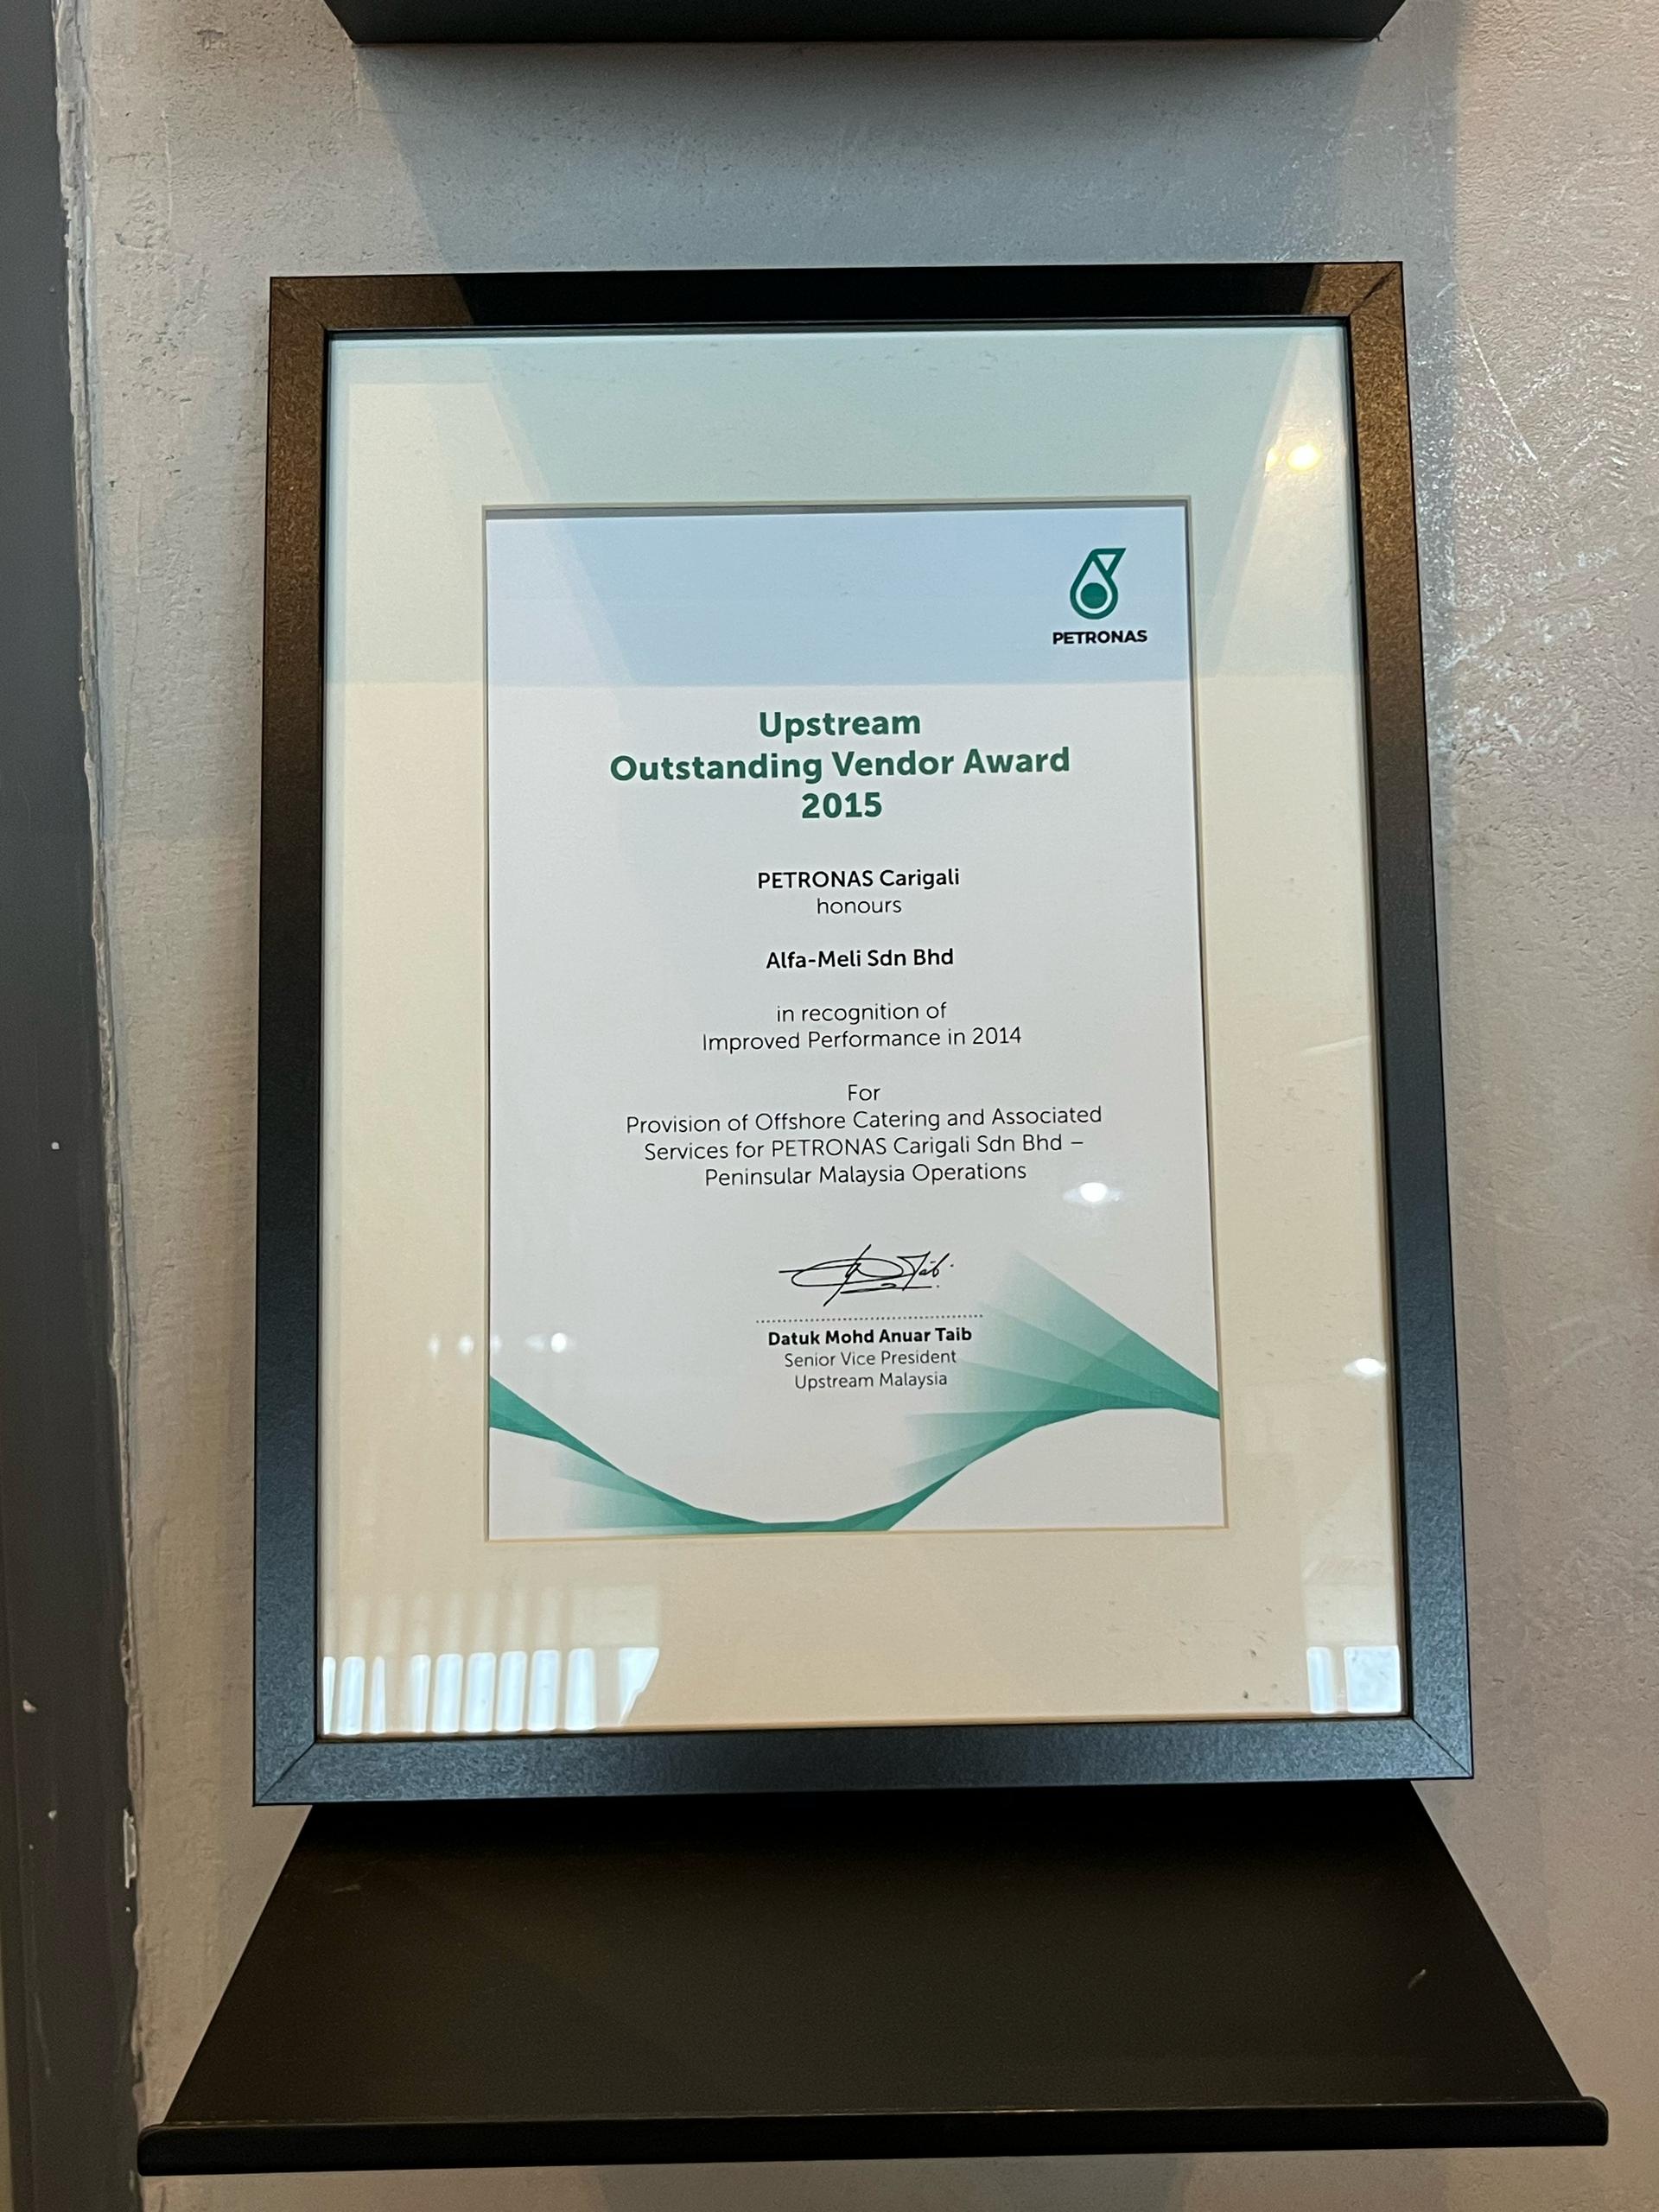 PETRONAS
Upstream
Outstanding Vendor Award
2015
PETRONAS Carigali
honours
Alfa-Meli Sdn Bhd
in recognition of
Improved Performance in 2014
For
Provision of Offshore Catering and Associated
Services for PETRONAS Carigali Sdn Bhd –
Peninsular Malaysia Operations
Datuk Mohd Anuar Taib
Senior Vice President
Upstream Malaysia